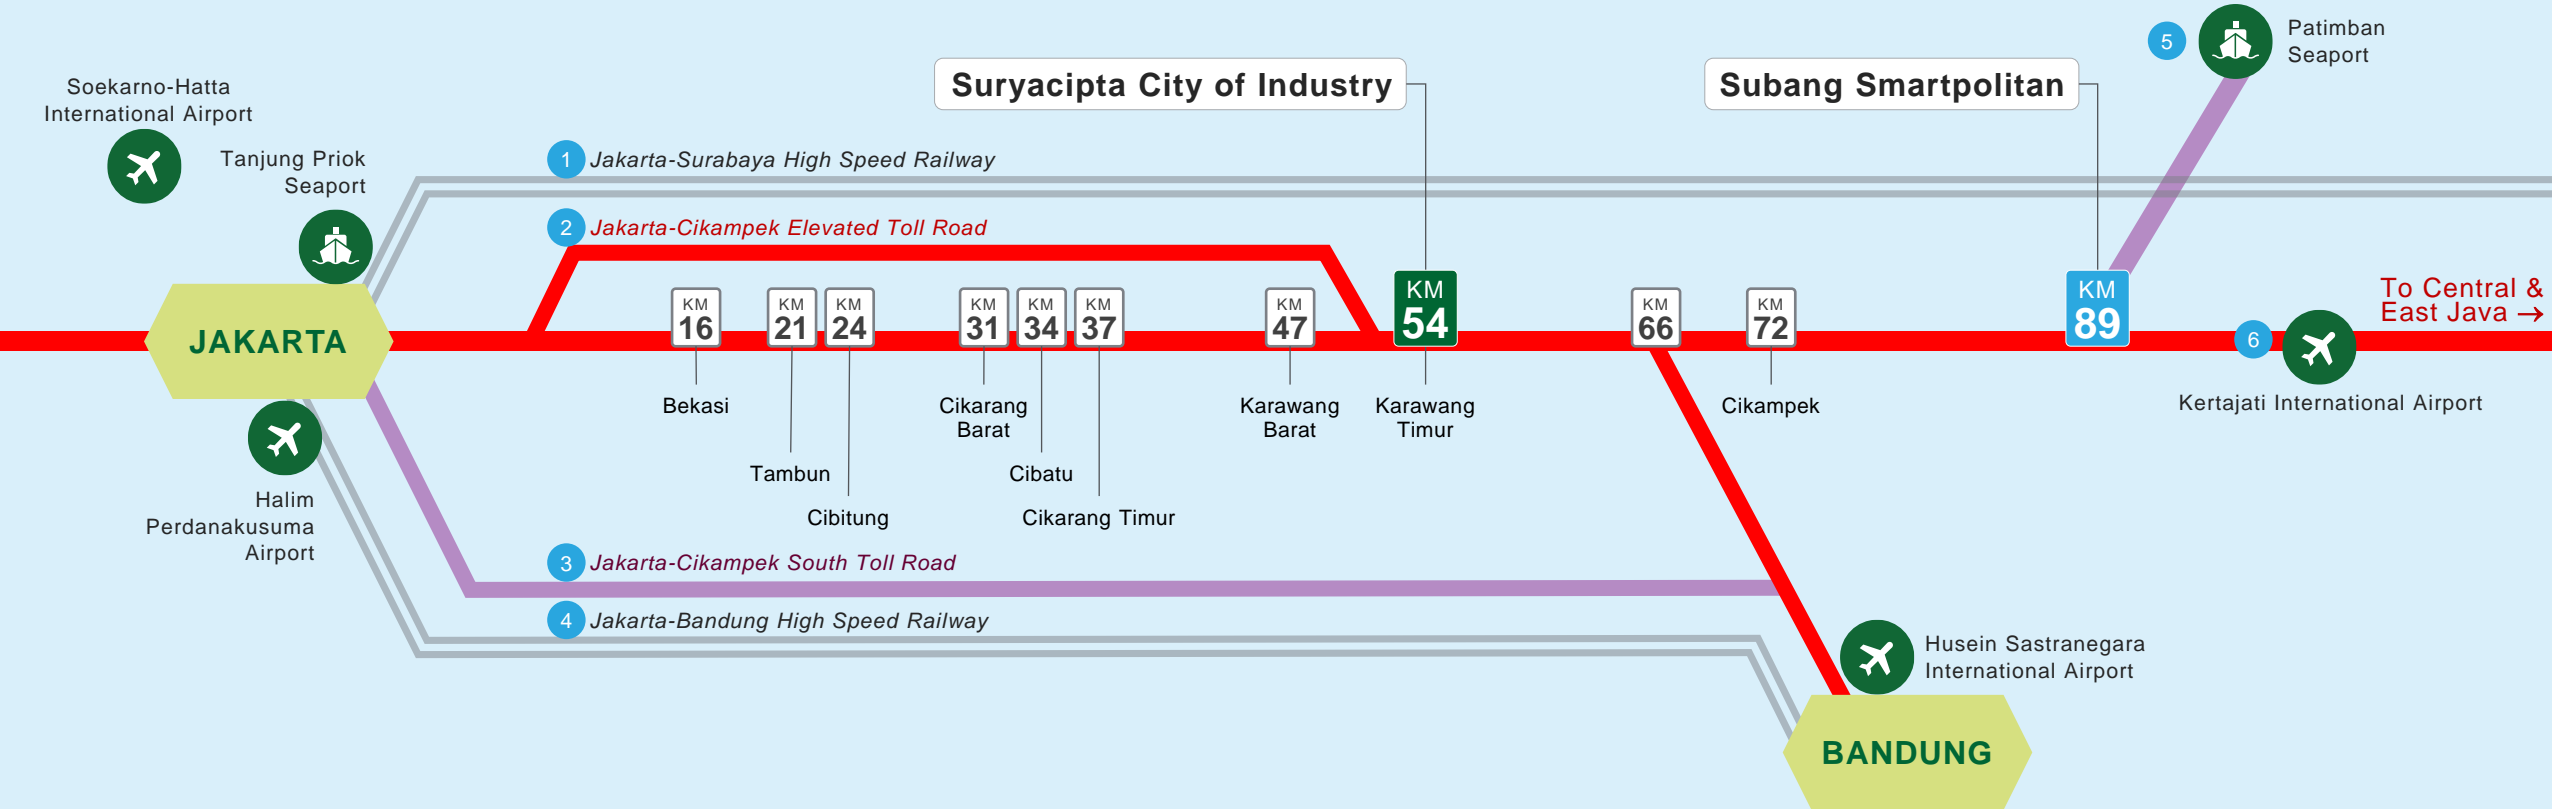 Patimban
5
Seaport
Suryacipta City of Industry
Subang Smartpolitan
Soekarno-Hatta
International Airport
Tanjung Priok
Seaport
1 Jakarta-Surabaya High Speed Railway
2 Jakarta-Cikampek Elevated Toll Road
KM
16
KM
21
KM
24
KM
31
KM
34
KM
37
KM
47
KM
54
KM
66
KM
72
KM
89
To Central &
East Java →
JAKARTA
6
Kertajati International Airport
Bekasi
Tambun
Cibitung
Cikarang
Barat
Cibatu
Cikarang Timur
Karawang
Barat
Karawang
Timur
Cikampek
Halim
Perdanakusuma
Airport
3 Jakarta-Cikampek South Toll Road
4 Jakarta-Bandung High Speed Railway
Husein Sastranegara
International Airport
BANDUNG